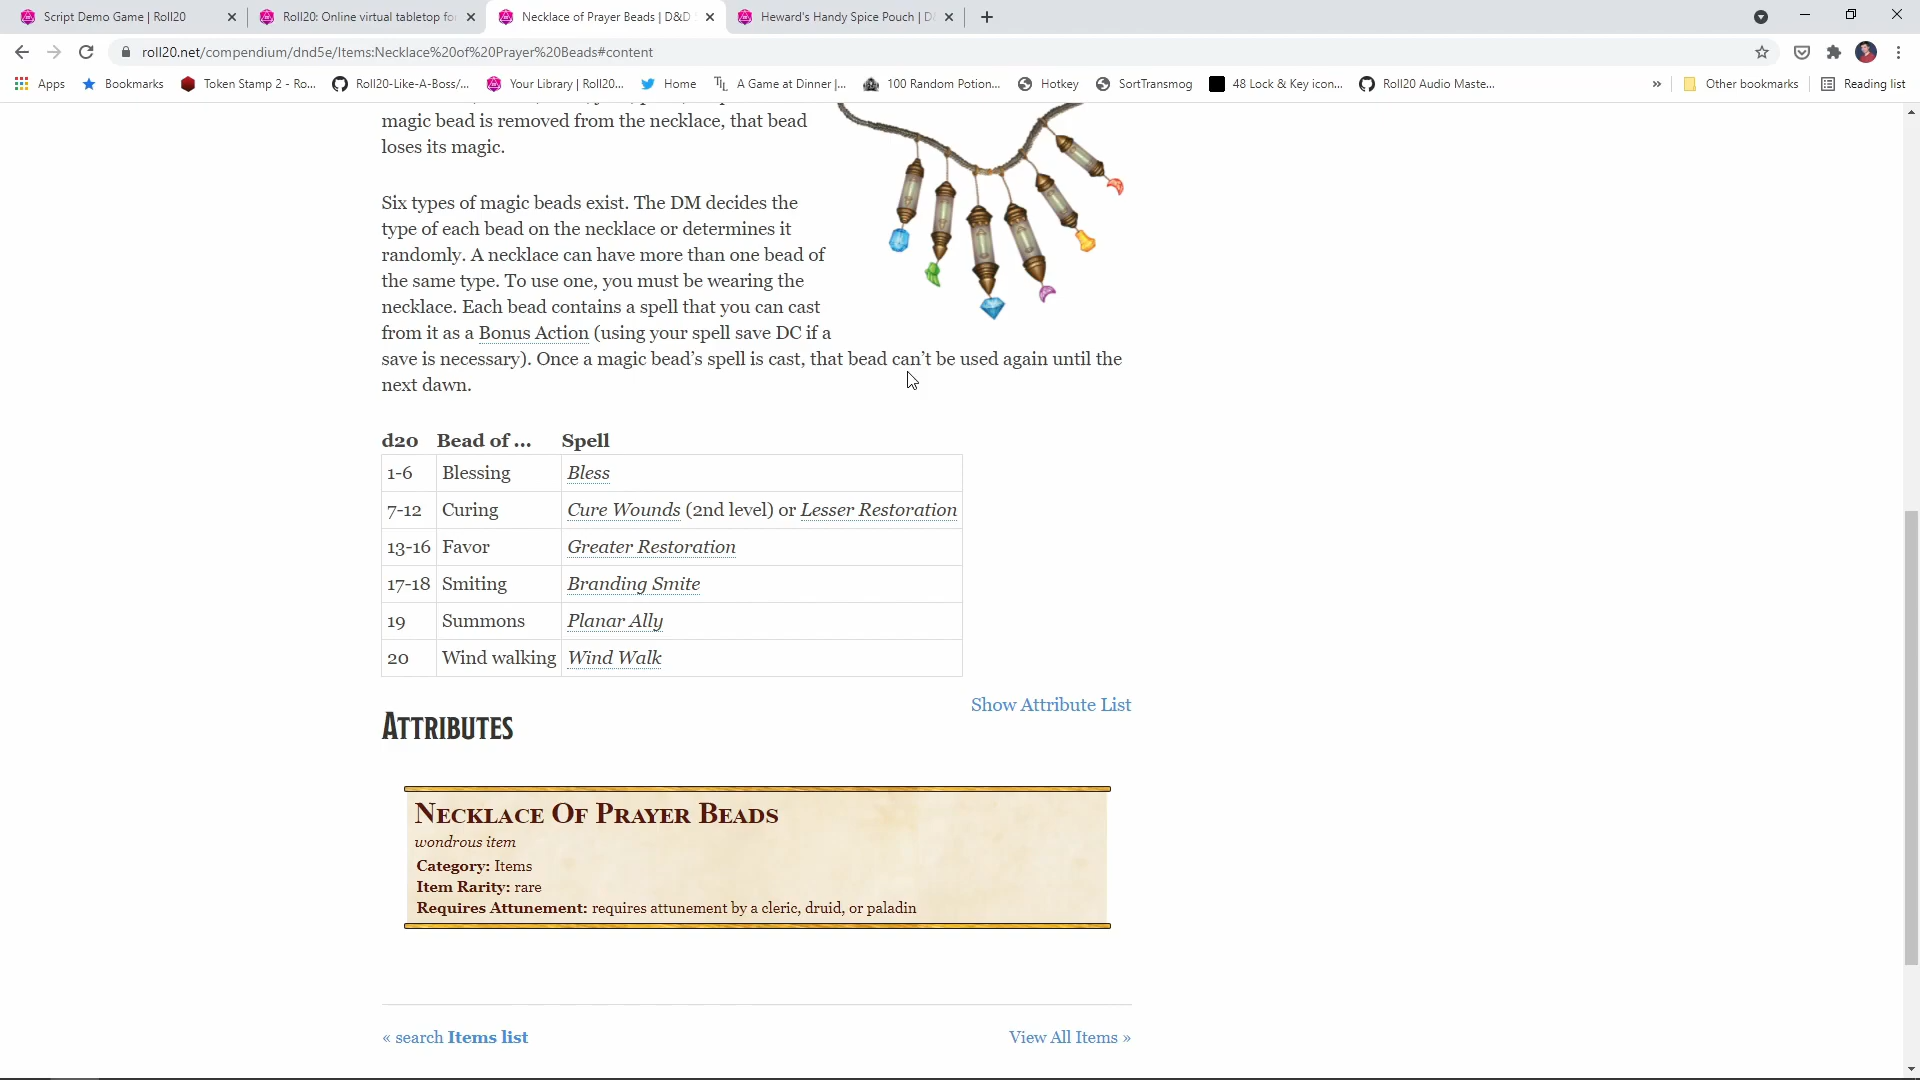 Script Demo Game | Roll20
Roll20: Online virtual tabletop fo
Necklace of Prayer Beads | D&D
Heward's Handy Spice Pouch | D
roll20.net/compendium/dnd5e/Items:Necklace%20of%20Prayer%20Beads#content
Apps
Bookmarks
Token Stamp 2 - Ro...
Roll20-Like-A-Boss/...
Your Library | Roll20...
Home
A Game at Dinner |...
100 Random Potion...
Hotkey
SortTransmog
48 Lock & Key icon...
Roll20 Audio Maste...
»
Other bookmarks
Reading list
magic bead is removed from the necklace, that bead
loses its magic.
Six types of magic beads exist. The DM decides the
type of each bead on the necklace or determines it
randomly. A necklace can have more than one bead of
the same type. To use one, you must be wearing the
necklace. Each bead contains a spell that you can cast
from it as a Bonus Action (using your spell save DC if a
save is necessary). Once a magic bead’s spell is cast, that bead can’t be used again until the
next dawn.
d20 Bead of ... Spell
1-6 Blessing Bless
7-12 Curing Cure Wounds (2nd level) or Lesser Restoration
13-16 Favor Greater Restoration
17-18 Smiting Branding Smite
19 Summons Planar Ally
20 Wind walking Wind Walk
Show Attribute List
Attributes
Necklace Of Prayer Beads
wondrous item
Category: Items
Item Rarity: rare
Requires Attunement: requires attunement by a cleric, druid, or paladin
« search Items list
View All Items »